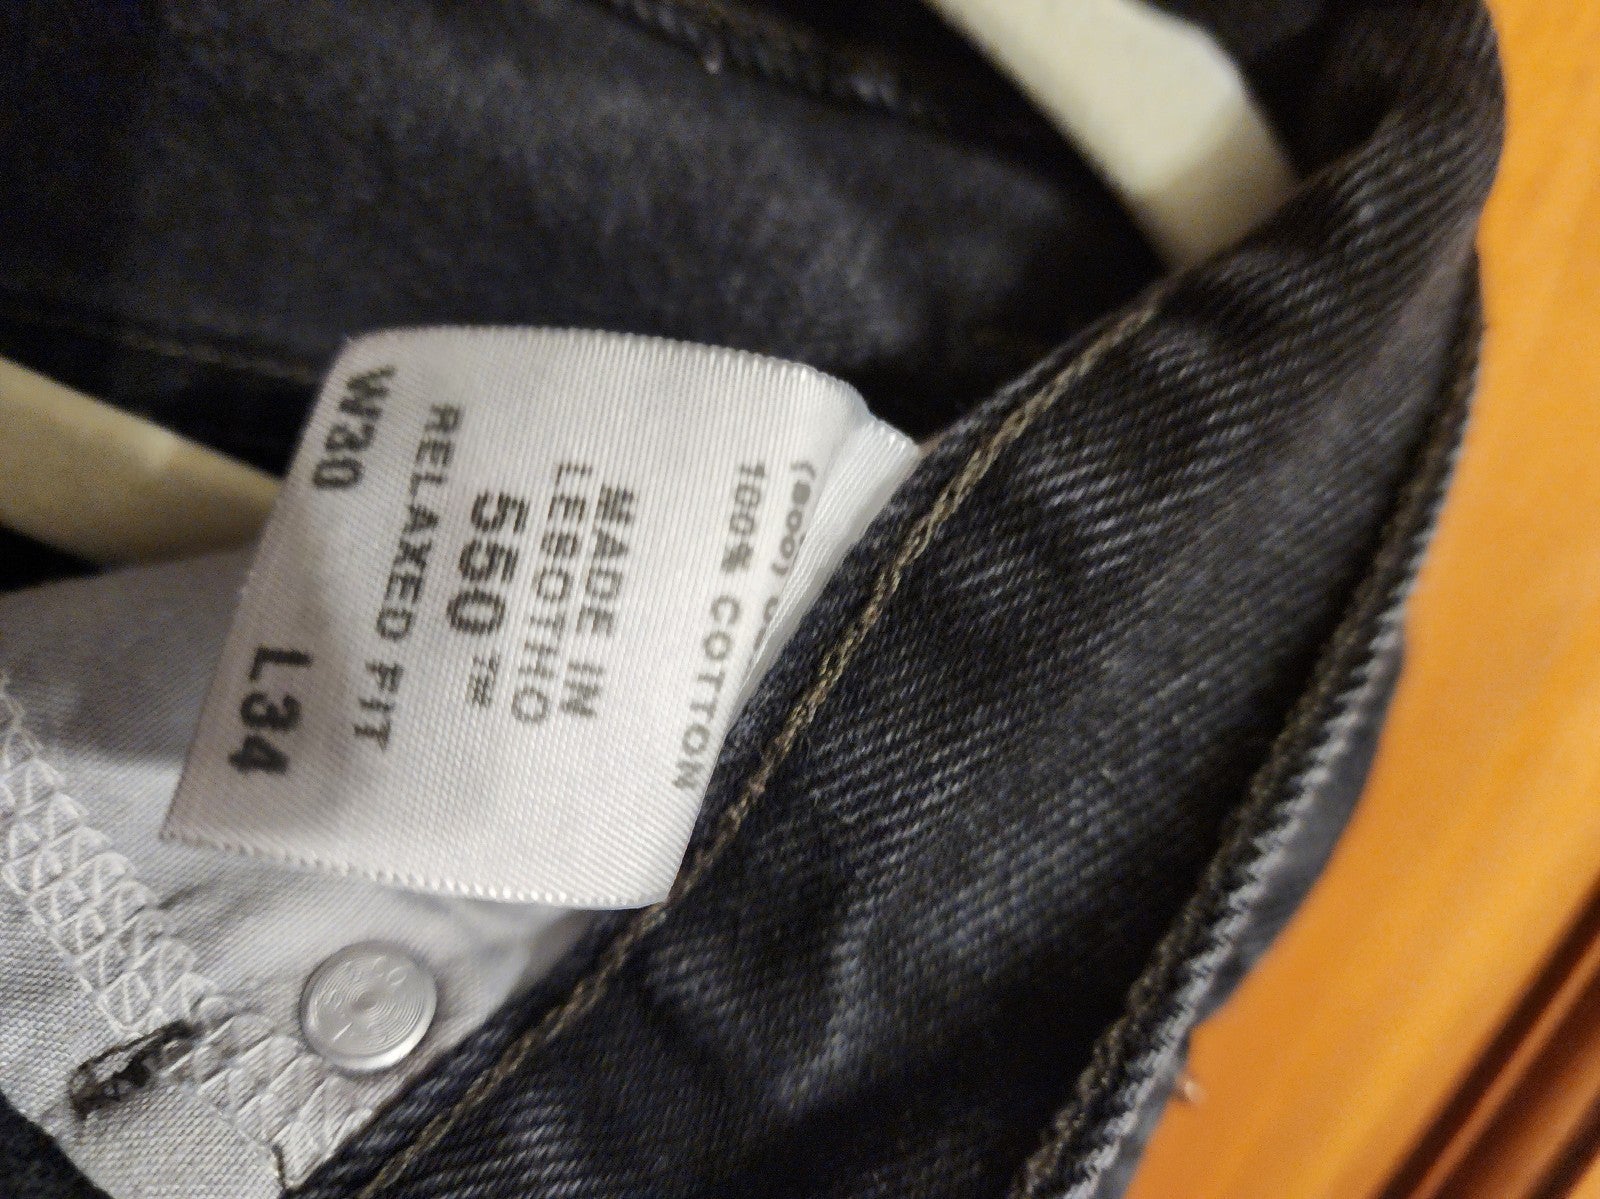 100% COTTON
MADE IN
LESOTHO
550™
RELAXED FIT
W30 L34